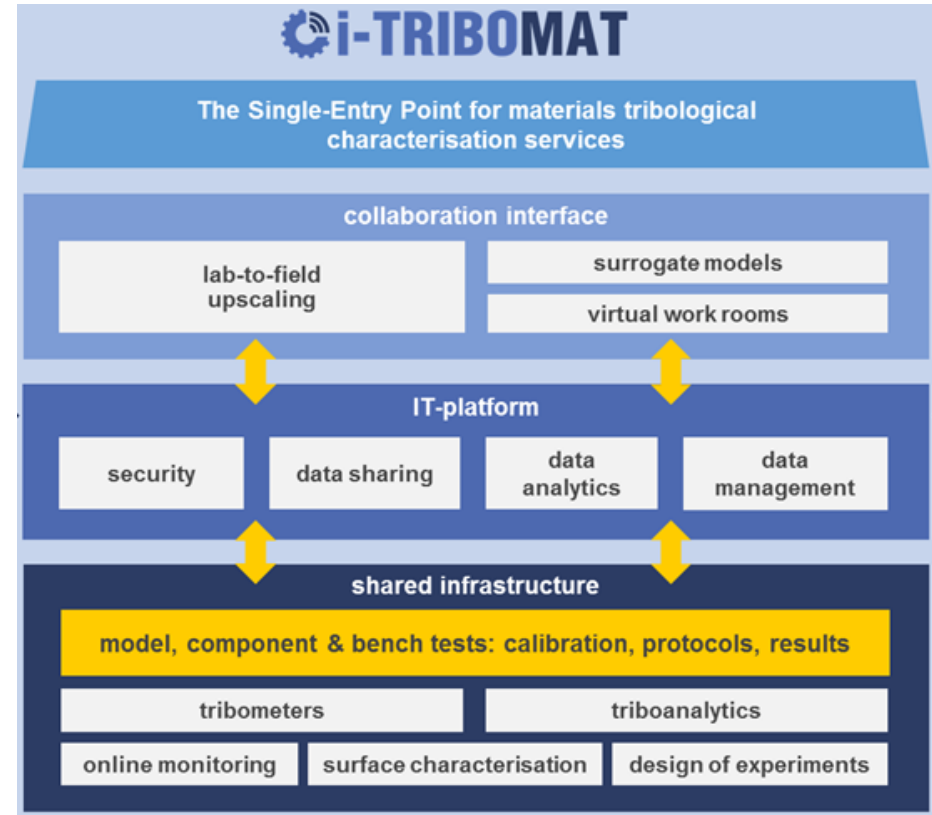 i-TRIBOMAT
The Single-Entry Point for materials tribological
characterisation services
collaboration interface
lab-to-field
upscaling
surrogate models
virtual work rooms
IT-platform
security
data sharing
data
analytics
data
management
shared infrastructure
model, component & bench tests: calibration, protocols, results
tribometers
triboanalytics
online monitoring
surface characterisation
design of experiments